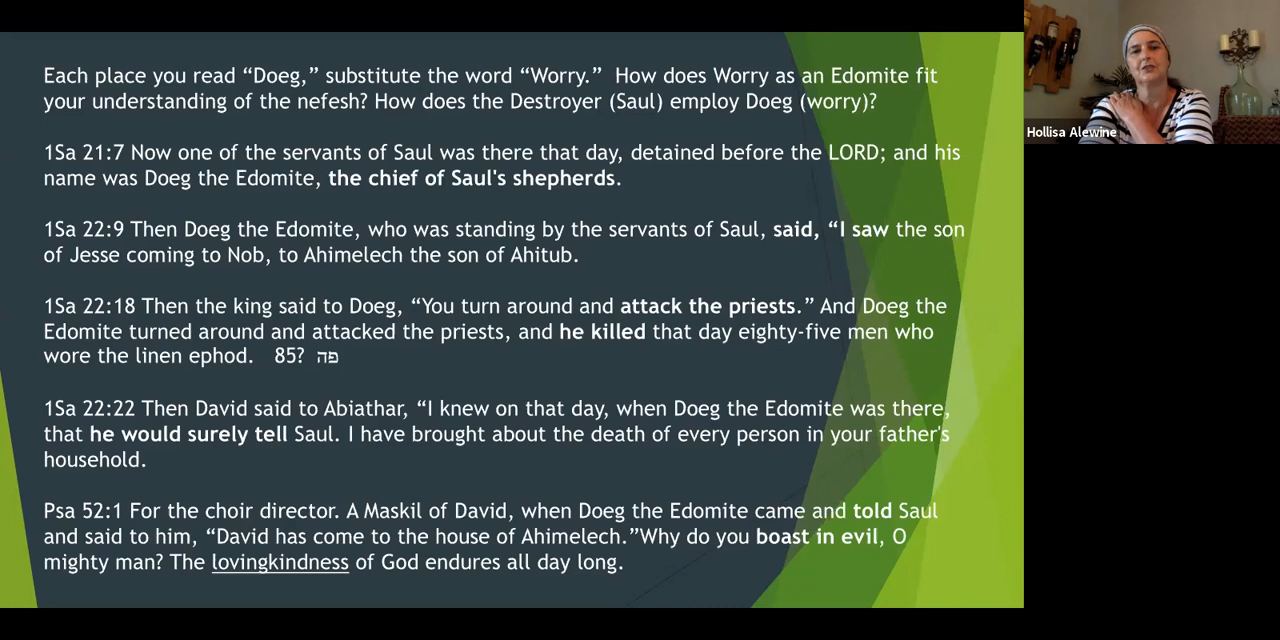 Each place you read “Doeg,” substitute the word “Worry.”  How does Worry as an Edomite fit
your understanding of the nefesh? How does the Destroyer (Saul) employ Doeg (worry)?
1Sa 21:7 Now one of the servants of Saul was there that day, detained before the LORD; and his
name was Doeg the Edomite, the chief of Saul's shepherds.
1Sa 22:9 Then Doeg the Edomite, who was standing by the servants of Saul, said, “I saw the son
of Jesse coming to Nob, to Ahimelech the son of Ahitub.
1Sa 22:18 Then the king said to Doeg, “You turn around and attack the priests.” And Doeg the
Edomite turned around and attacked the priests, and he killed that day eighty-five men who
wore the linen ephod.   85?  פה
1Sa 22:22 Then David said to Abiathar, “I knew on that day, when Doeg the Edomite was there,
that he would surely tell Saul. I have brought about the death of every person in your father's
household.
Psa 52:1 For the choir director. A Maskil of David, when Doeg the Edomite came and told Saul
and said to him, “David has come to the house of Ahimelech.”Why do you boast in evil, O
mighty man? The lovingkindness of God endures all day long.
Hollisa Alewine